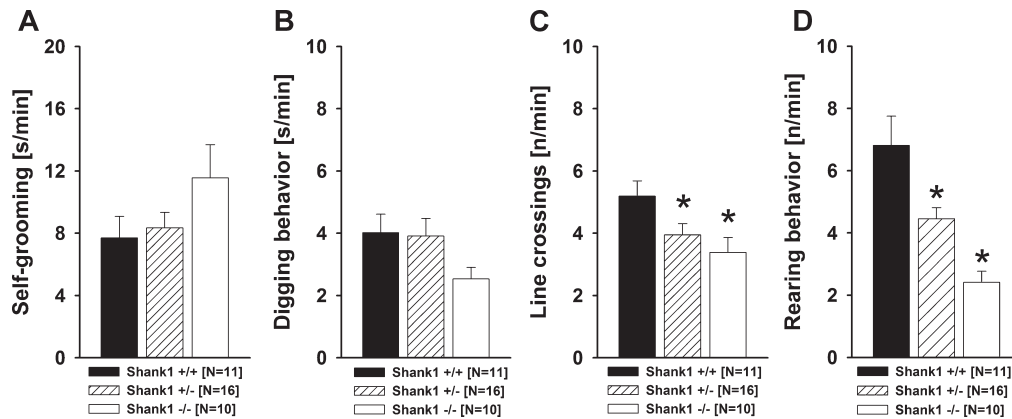 A
Self-grooming [s/min]
20
16
12
8
4
0
Shank1 +/+ [N=11]
Shank1 +/- [N=16]
Shank1 -/- [N=10]
B
Digging behavior [s/min]
10
8
6
4
2
0
Shank1 +/+ [N=11]
Shank1 +/- [N=16]
Shank1 -/- [N=10]
C
Line crossings [n/min]
10
8
6
4
2
0
*
*
Shank1 +/+ [N=11]
Shank1 +/- [N=16]
Shank1 -/- [N=10]
D
Rearing behavior [n/min]
10
8
6
4
2
0
*
*
Shank1 +/+ [N=11]
Shank1 +/- [N=16]
Shank1 -/- [N=10]